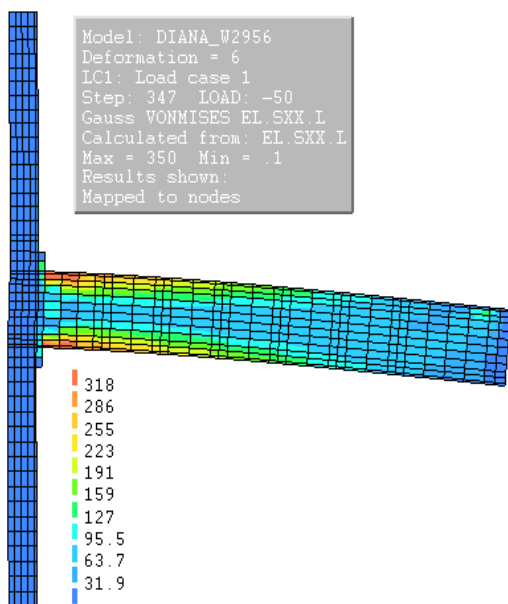 Model: DIANA_W2956
Deformation = 6
LC1: Load case 1
Step: 347 LOAD: -50
Gauss VONMISES EL.SXX.L
Calculated from: EL.SXX.L
Max = 350 Min = .1
Results shown:
Mapped to nodes
318
286
255
223
191
159
127
95.5
63.7
31.9